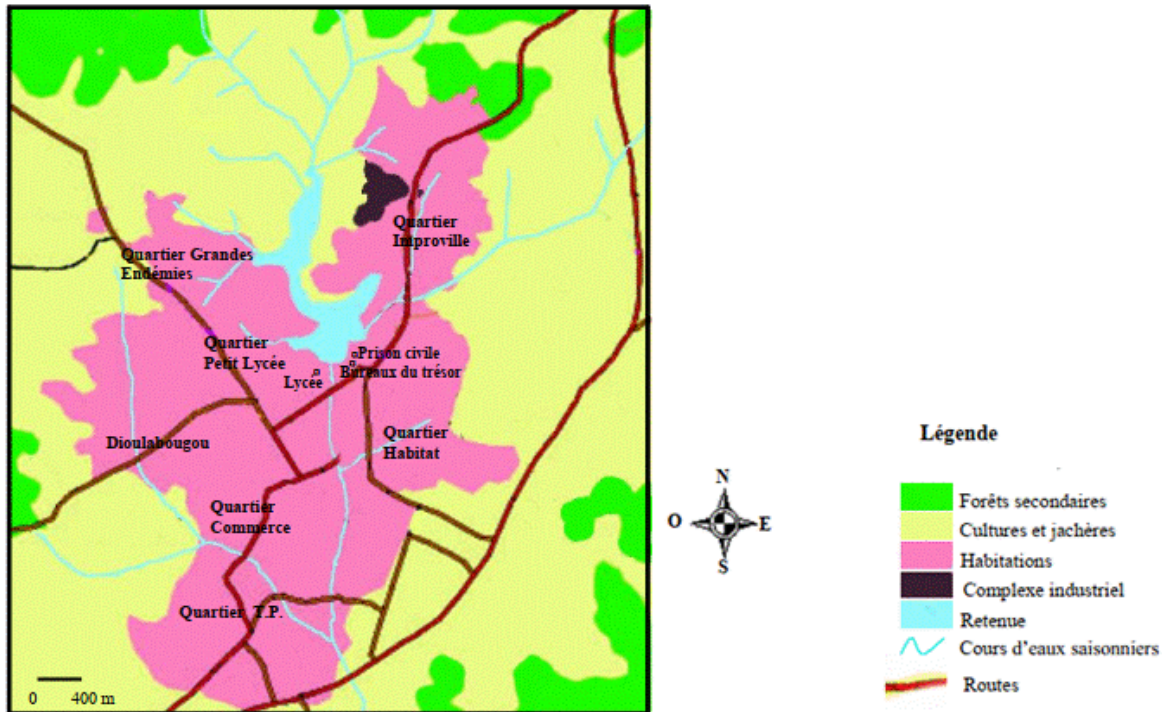 Quartier
Improville
Quartier Grandes
Endémies
Quartier
Petit Lycée
Prison civile
Bureaux du trésor
Lycée
Dioulabougou
Quartier
Habitat
Quartier
Commerce
Quartier T.P.
0 400 m
N
O E
S
Légende
Forêts secondaires
Cultures et jachères
Habitations
Complexe industriel
Retenue
Cours d'eaux saisonniers
Routes